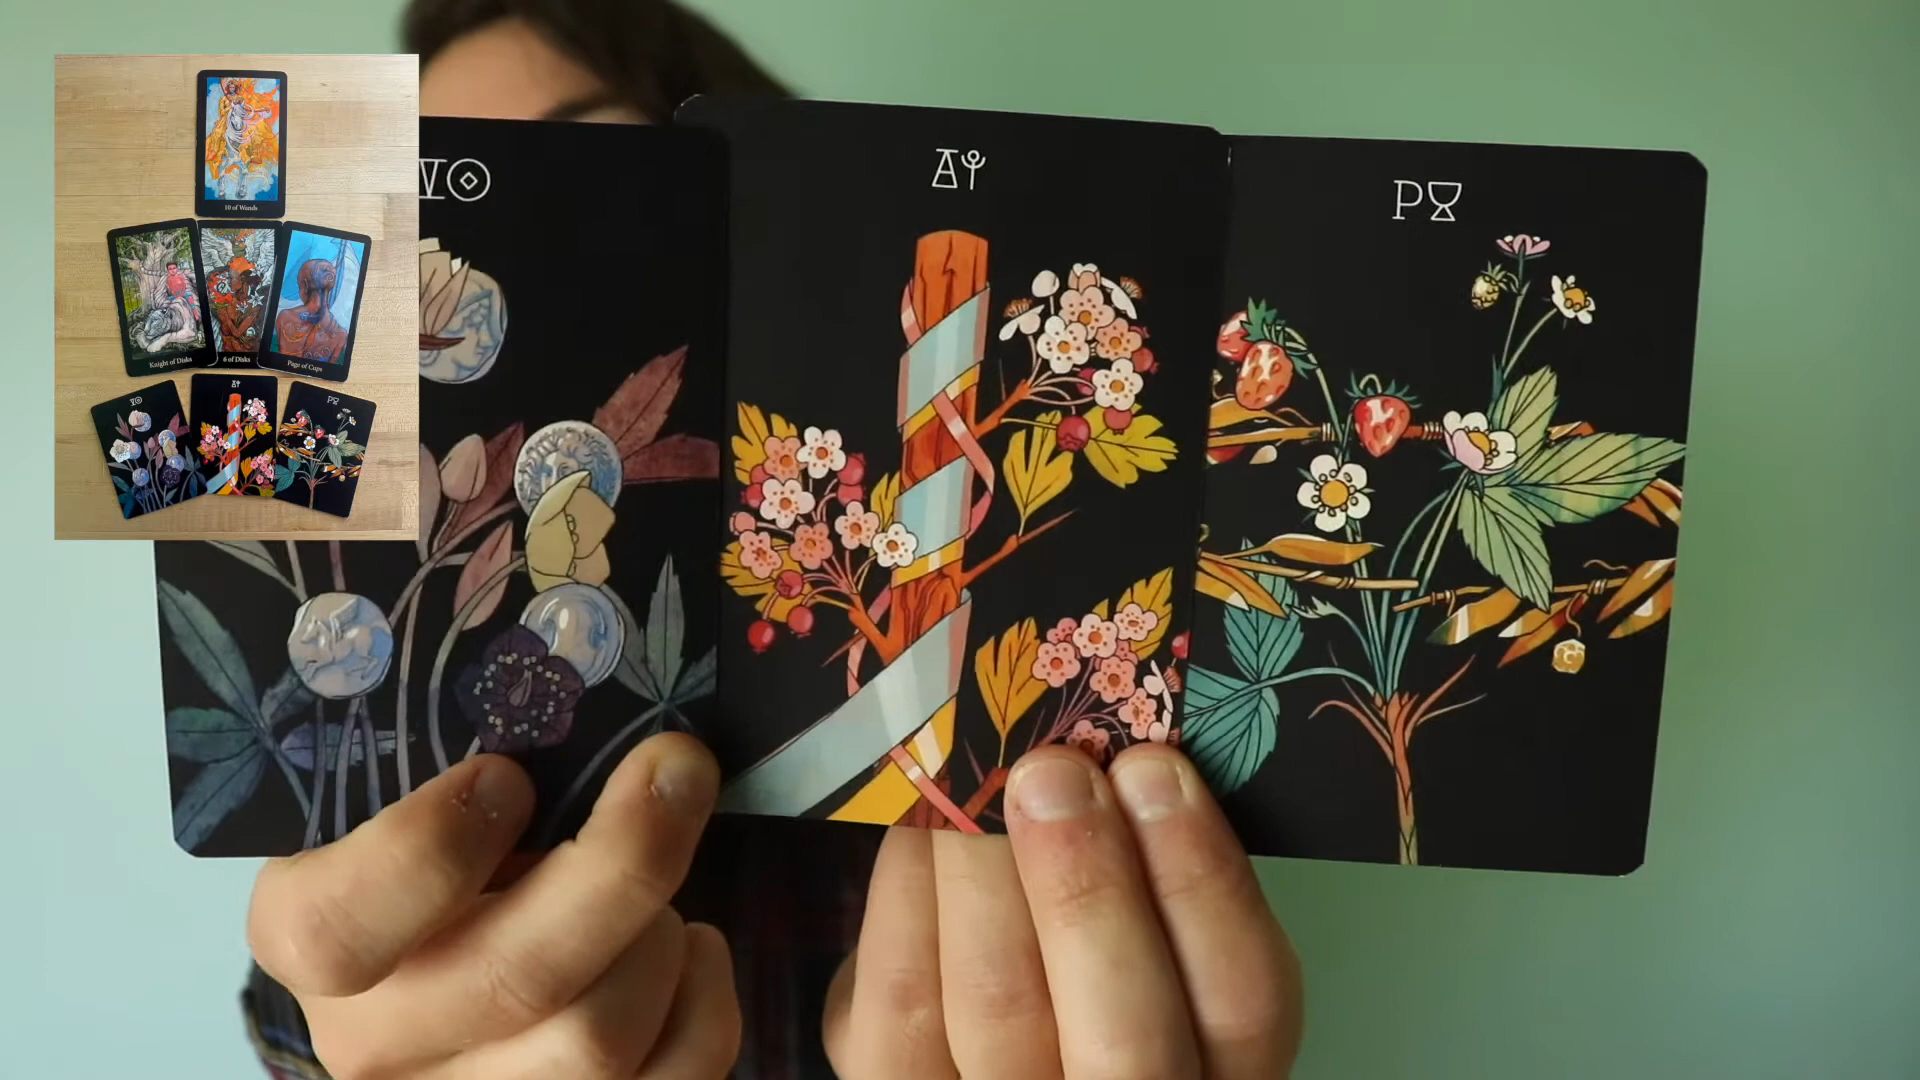 10 of Wands
Knight of Disks
6 of Disks
Page of Cups
A
P
V
A
P